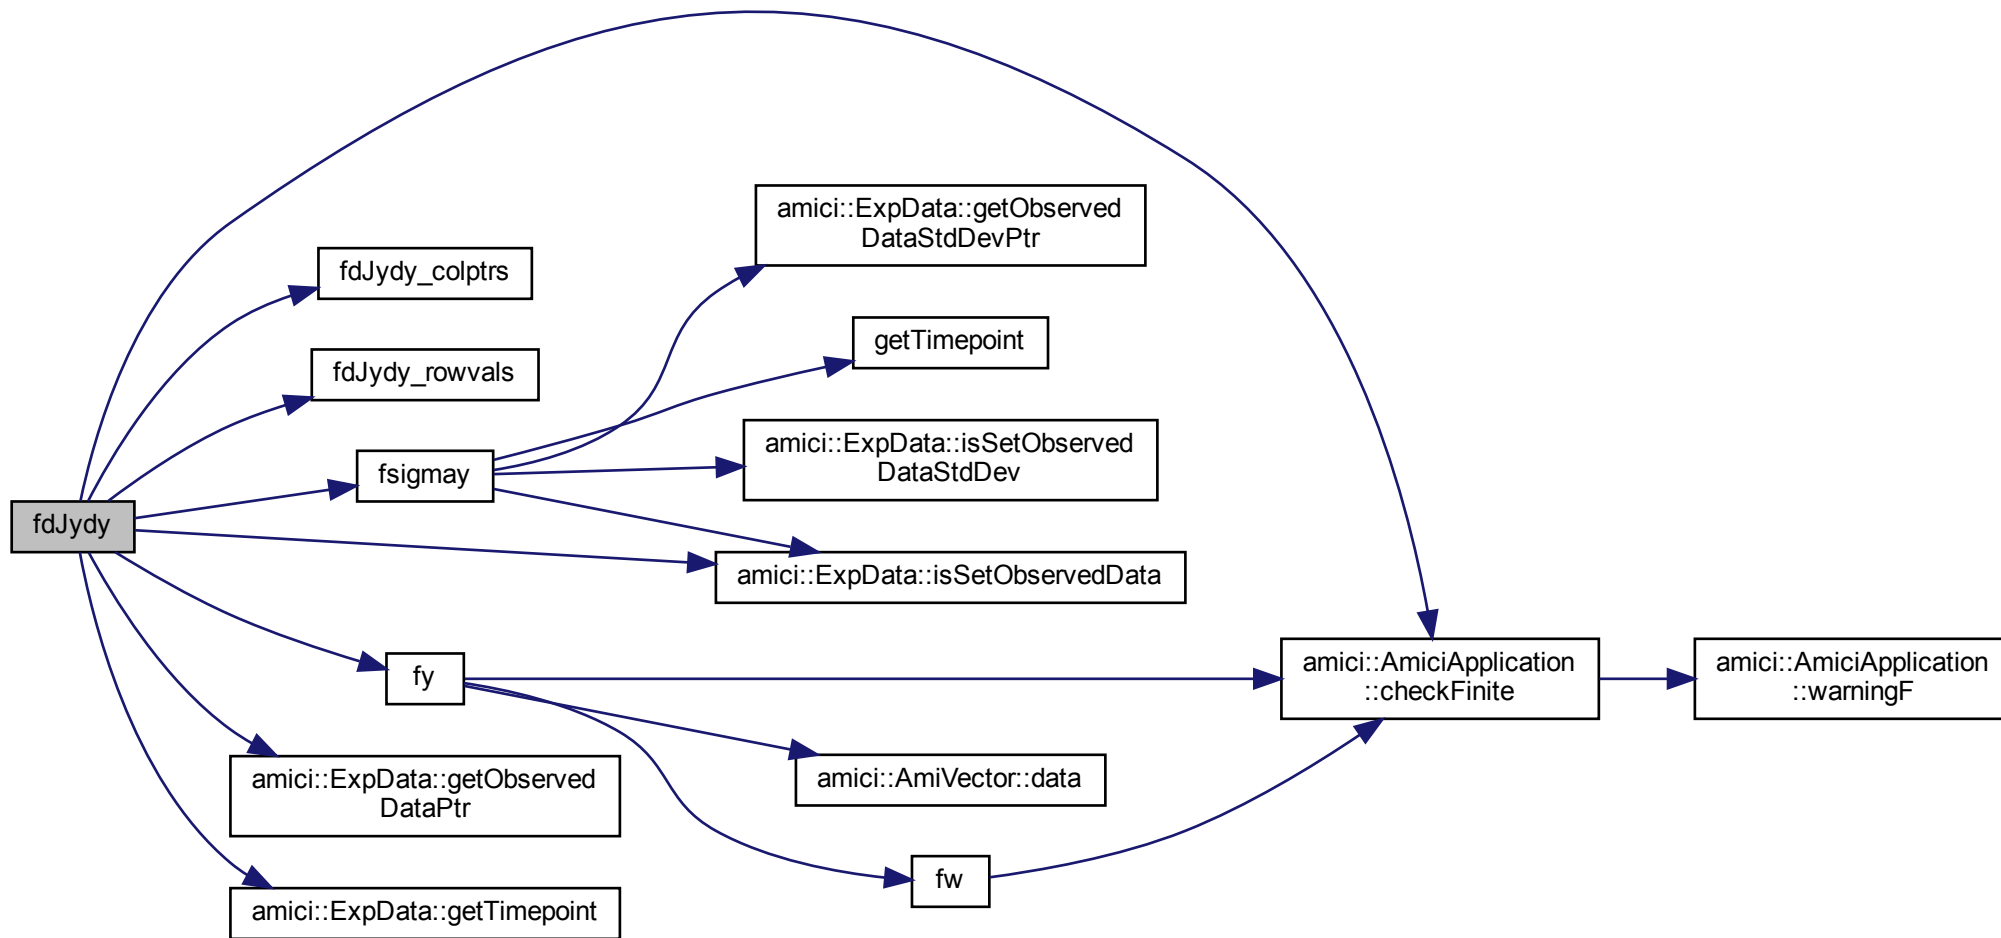 amici::ExpData::getObserved
DataStdDevPtr
fdJydy_colptrs
getTimepoint
fdJydy_rowvals
amici::ExpData::isSetObserved
DataStdDev
fsigmay
fdJydy
amici::ExpData::isSetObservedData
fy
amici::AmiciApplication
::checkFinite
amici::AmiciApplication
::warningF
amici::ExpData::getObserved
DataPtr
amici::AmiVector::data
fw
amici::ExpData::getTimepoint